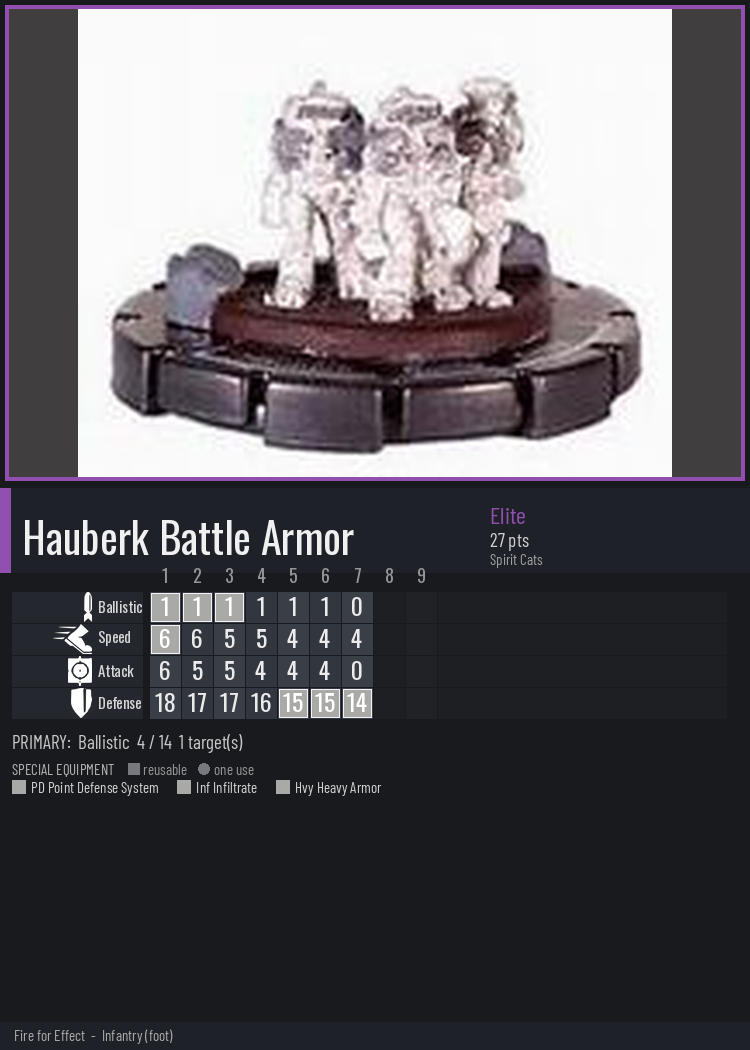 Hauberk Battle Armor
Elite
27 pts
Spirit Cats
1 2 3 4 5 6 7 8 9
Ballistic 1 1 1 1 1 1 0
Speed 6 6 5 5 4 4 4
Attack 6 5 5 4 4 4 0
Defense 18 17 17 16 15 15 14
PRIMARY: Ballistic 4 / 14 1 target(s)
SPECIAL EQUIPMENT reusable one use
PD Point Defense System Inf Infiltrate Hvy Heavy Armor
Fire for Effect - Infantry (foot)